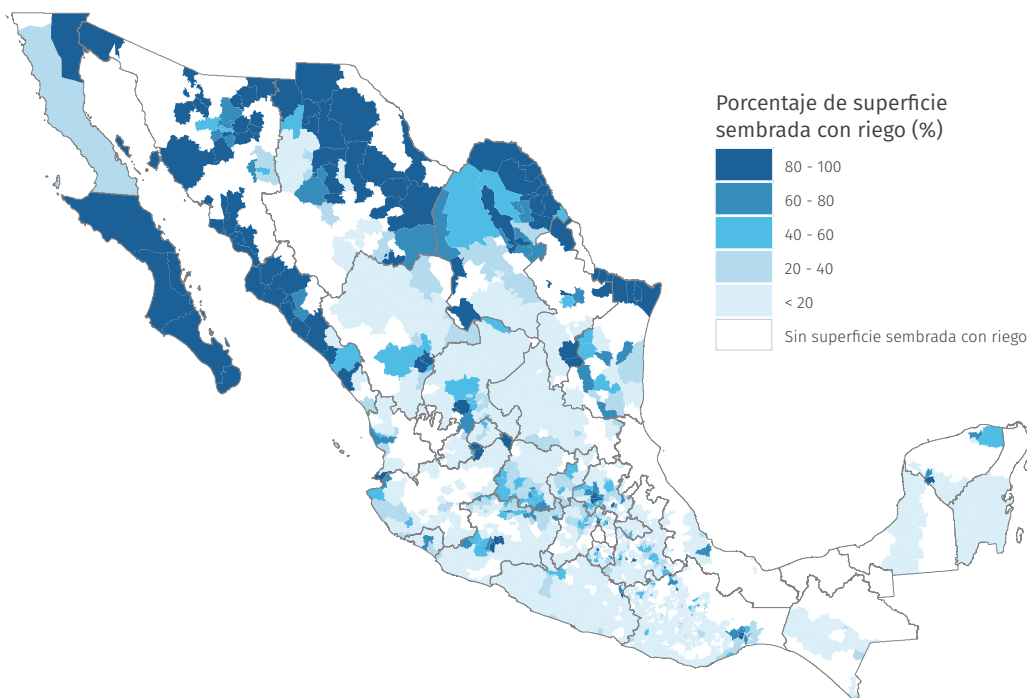 Porcentaje de superficie
sembrada con riego (%)
80 - 100
60 - 80
40 - 60
20 - 40
< 20
Sin superficie sembrada con riego